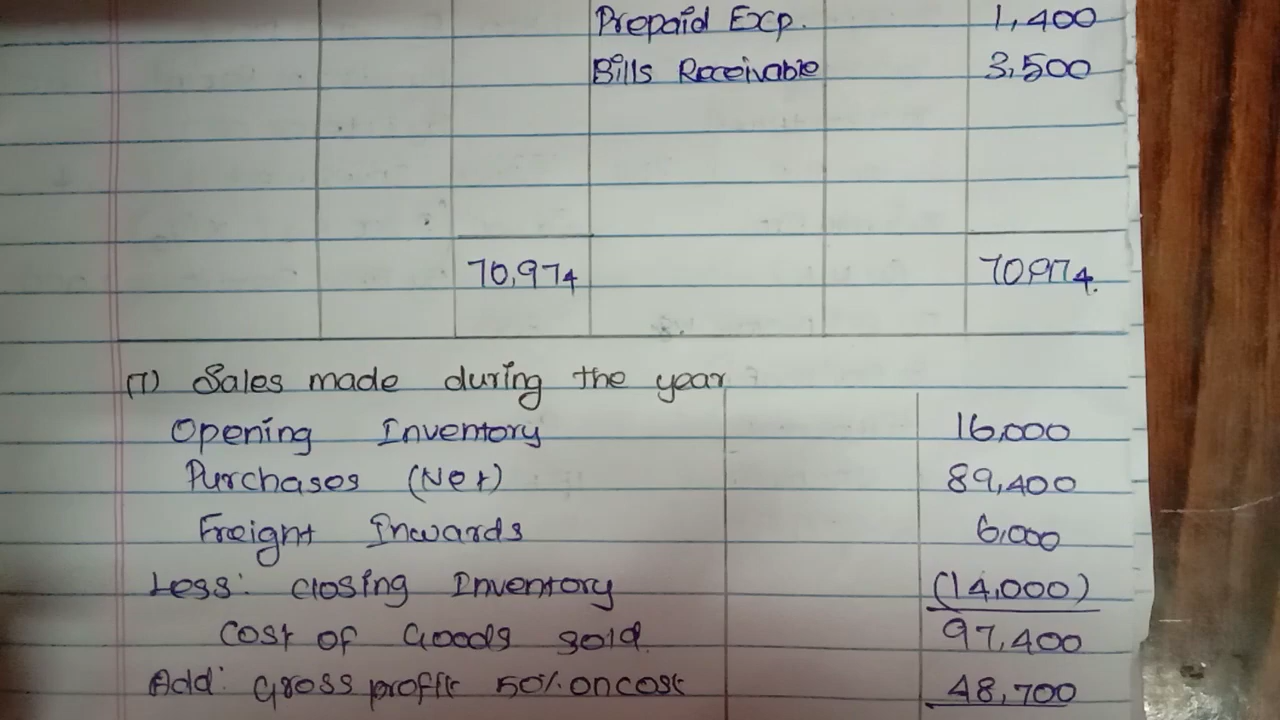 Prepaid Exp. 1,400
Bills Receivable 3,500
70,974 70,974.
(1) Sales made during the year
Opening Inventory 16,000
Purchases (Net) 89,400
Freight Inwards 6,000
Less: Closing Inventory (14,000)
Cost of Goods sold. 97,400
Add: Gross profit 50% on cost 48,700